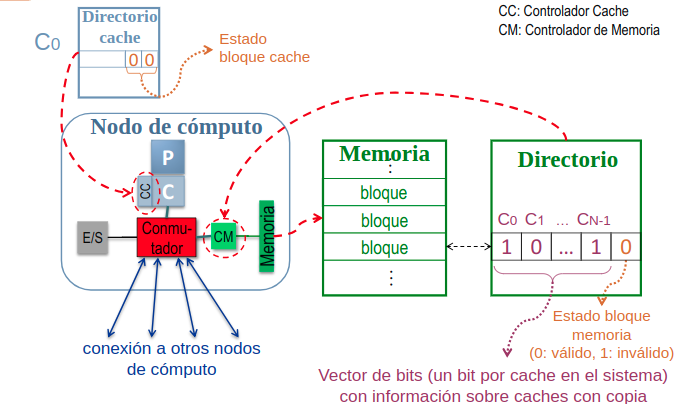 CC: Controlador Cache
CM: Controlador de Memoria
C0
Directorio
cache
0 0
Estado
bloque cache
Nodo de cómputo
P
CC
C
E/S
Conmu-
tador
CM
Memoria
conexión a otros nodos
de cómputo
Memoria
⋮
bloque
bloque
bloque
⋮
Directorio
C0 C1 ... CN-1
1 0 ... 1 0
Estado bloque
memoria
(0: válido, 1: inválido)
Vector de bits (un bit por cache en el sistema)
con información sobre caches con copia